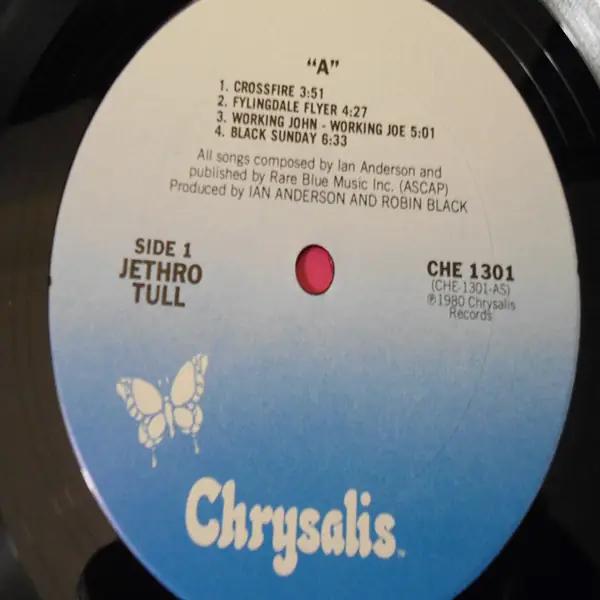 “A”
1. CROSSFIRE 3:51
2. FYLINGDALE FLYER 4:27
3. WORKING JOHN - WORKING JOE 5:01
4. BLACK SUNDAY 6:33
All songs composed by Ian Anderson and
published by Rare Blue Music Inc. (ASCAP)
Produced by IAN ANDERSON AND ROBIN BLACK
SIDE 1
JETHRO
TULL
CHE 1301
(CHE-1301-AS)
℗1980 Chrysalis
Records
Chrysalis™